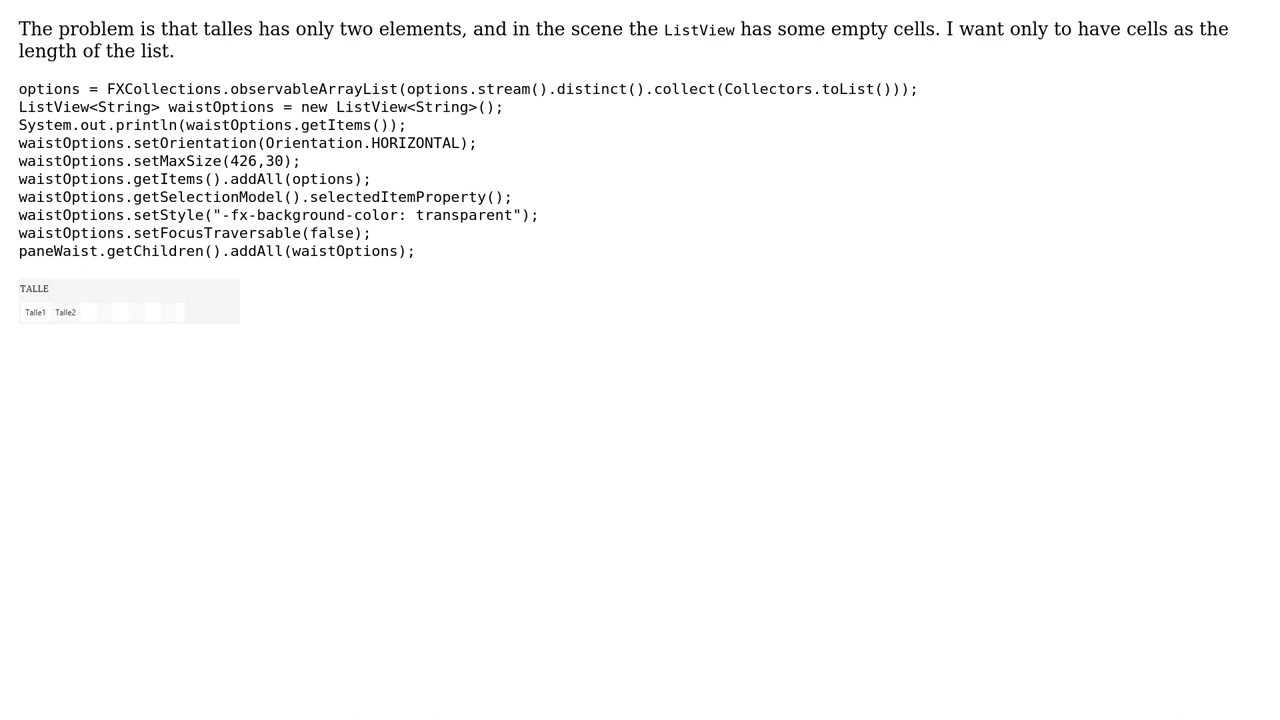 The problem is that talles has only two elements, and in the scene the ListView has some empty cells. I want only to have cells as the
length of the list.
options = FXCollections.observableArrayList(options.stream().distinct().collect(Collectors.toList()));
ListView<String> waistOptions = new ListView<String>();
System.out.println(waistOptions.getItems());
waistOptions.setOrientation(Orientation.HORIZONTAL);
waistOptions.setMaxSize(426,30);
waistOptions.getItems().addAll(options);
waistOptions.getSelectionModel().selectedItemProperty();
waistOptions.setStyle("-fx-background-color: transparent");
waistOptions.setFocusTraversable(false);
paneWaist.getChildren().addAll(waistOptions);
TALLE
Talle1 Talle2